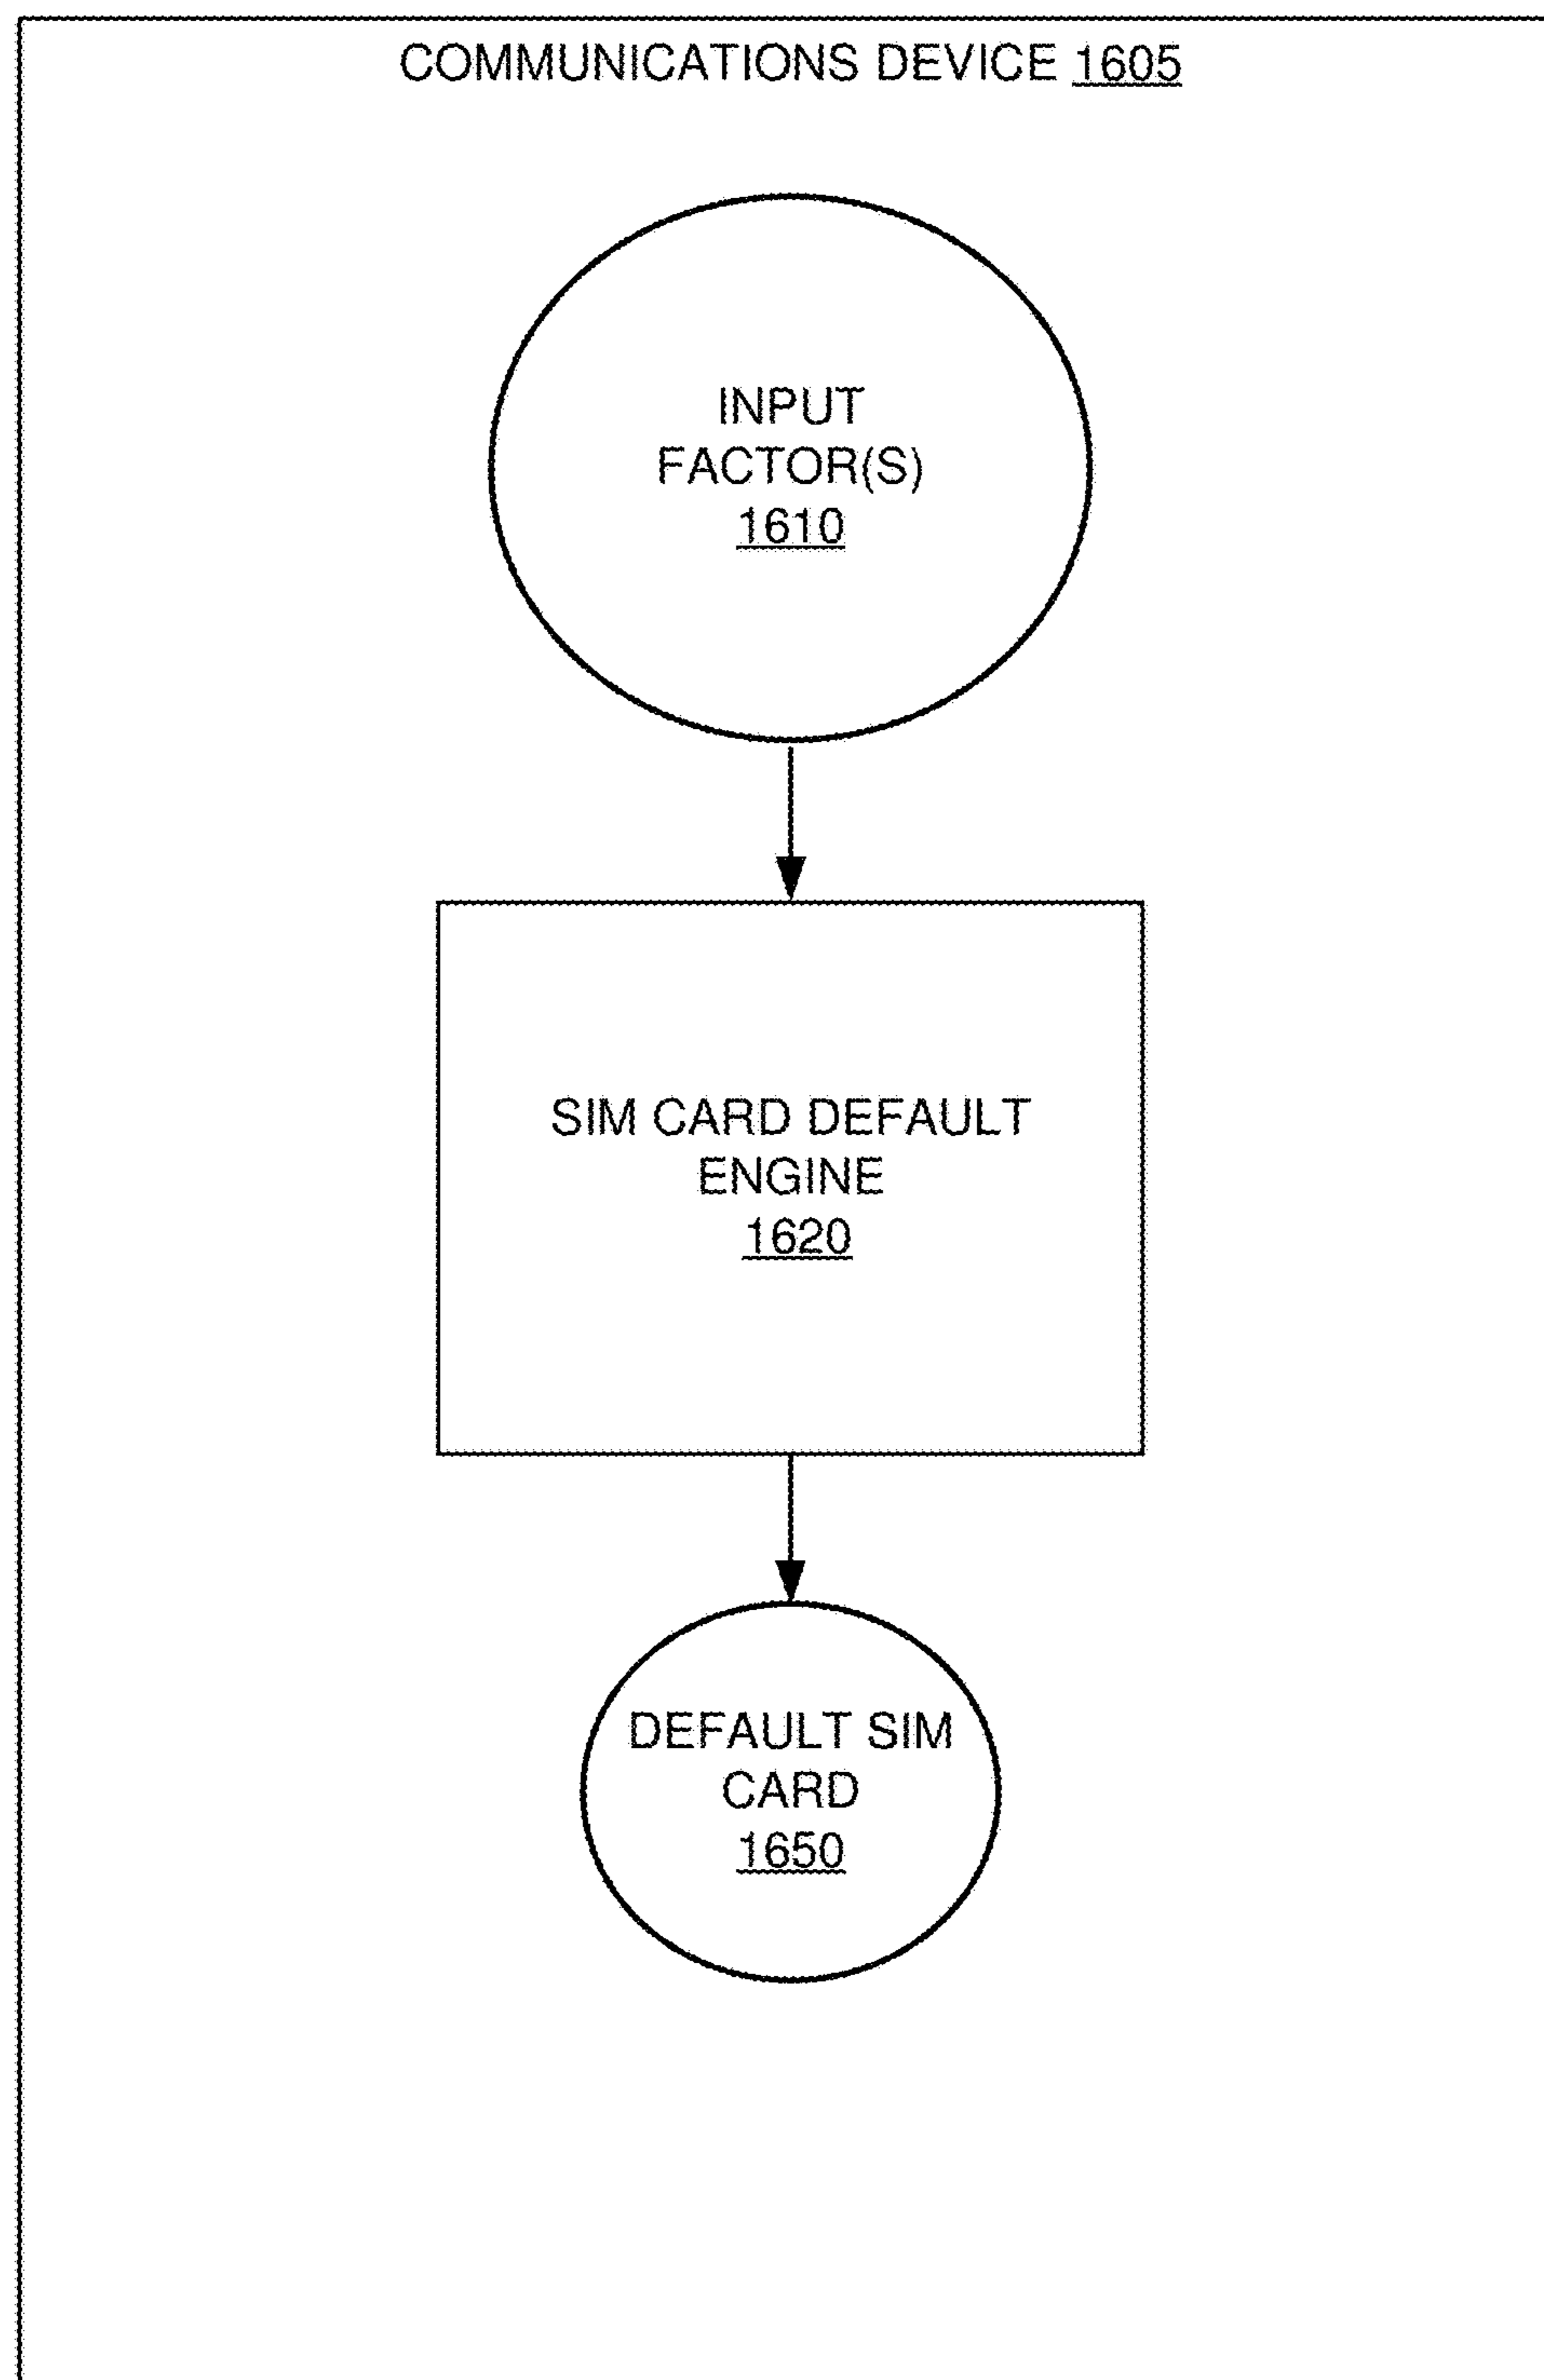 COMMUNICATIONS DEVICE 1605
INPUT
FACTOR(S)
1610
SIM CARD DEFAULT
ENGINE
1620
DEFAULT SIM
CARD
1650